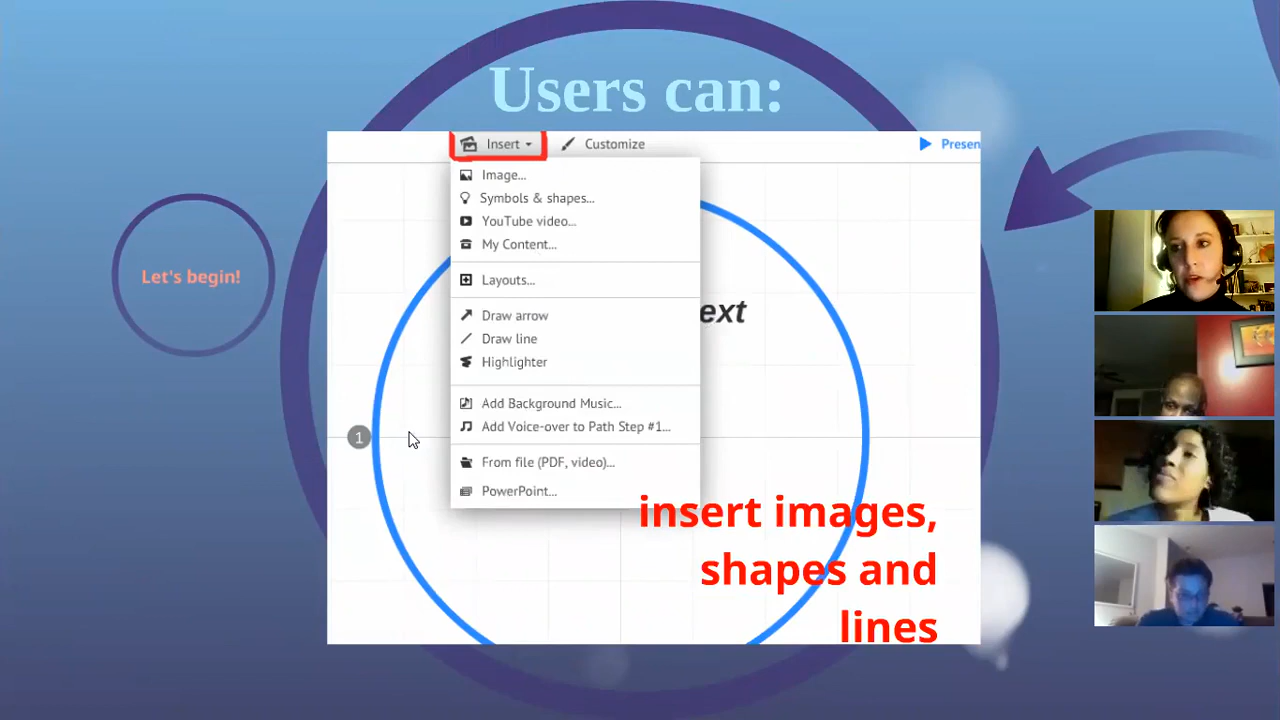 Users can:
Insert
Customize
Presen
Image...
Symbols & shapes...
YouTube video...
My Content...
Layouts...
Draw arrow
Draw line
Highlighter
Add Background Music...
Add Voice-over to Path Step #1...
From file (PDF, video)...
PowerPoint...
Let's begin!
ext
1
insert images,
shapes and
lines